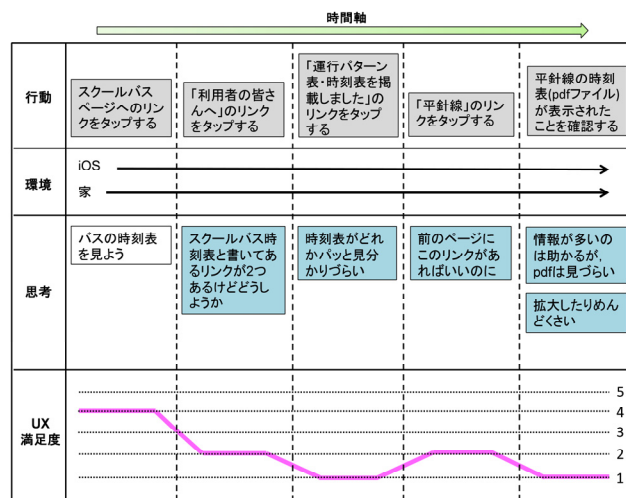 時間軸
行動
スクールバス
ページへのリン
クをタップする
「利用者の皆さ
んへ」のリンク
をタップする
「運行パターン
表・時刻表を掲
載しました」の
リンクをタップ
する
「平針線」のリ
ンクをタップする
平針線の時刻
表(pdfファイル)
が表示された
ことを確認する
環境
iOS
家
思考
バスの時刻表
を見よう
スクールバス時
刻表と書いてあ
るリンクが2つ
あるけどどうし
ようか
時刻表がどれ
かパッと見分
かりづらい
前のページに
このリンクがあ
ればいいのに
情報が多いの
は助かるが,
pdfは見づらい
拡大したりめん
どくさい
UX
満足度
5
4
3
2
1